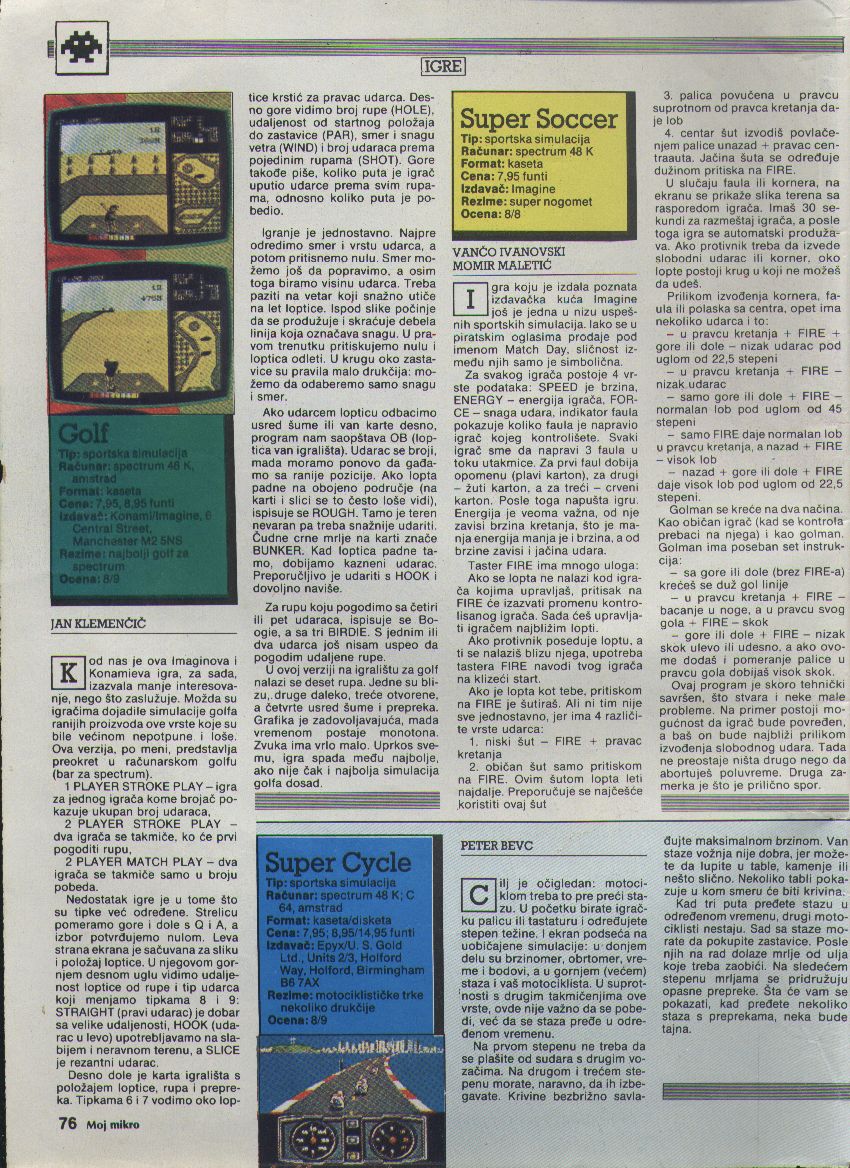 IGRE
Golf
Tip: sportska simulacija
Računar: spectrum 48 K,
amstrad
Format: kaseta
Cena: 7,95, 8,95 funti
Izdavač: Konami/Imagine, 6
Central Street,
Manchester M2 5NS
Rezime: najbolji golf za
spectrum
Ocena: 8/9
JAN KLEMENČIČ
Kod nas je ova Imaginova i
Konamieva igra, za sada,
izazvala manje interesova-
nje, nego što zaslužuje. Možda su
igračima dojadile simulacije golfa
ranijih proizvoda ove vrste koje su
bile većinom nepotpune i loše.
Ova verzija, po meni, predstavlja
preokret u računarskom golfu
(bar za spectrum).
1 PLAYER STROKE PLAY – igra
za jednog igrača kome brojač po-
kazuje ukupan broj udaraca,
2 PLAYER STROKE PLAY –
dva igrača se takmiče, ko će prvi
pogoditi rupu,
2 PLAYER MATCH PLAY – dva
igrača se takmiče samo u broju
pobeda.
Nedostatak igre je u tome što
su tipke već određene. Strelicu
pomeramo gore i dole s Q i A, a
izbor potvrđujemo nulom. Leva
strana ekrana je sačuvana za sliku
i položaj loptice. U njegovom gor-
njem desnom uglu vidimo udalje-
nost loptice od rupe i tip udarca
koji menjamo tipkama 8 i 9:
STRAIGHT (pravi udarac) je dobar
sa velike udaljenosti, HOOK (uda-
rac u levo) upotrebljavamo na sla-
bijem i neravnom terenu, a SLICE
je rezantni udarac.
Desno dole je karta igrališta s
položajem loptice, rupa i prepre-
ka. Tipkama 6 i 7 vodimo oko lop-
tice krstić za pravac udarca. Des-
no gore vidimo broj rupe (HOLE),
udaljenost od startnog položaja
do zastavice (PAR), smer i snagu
vetra (WIND) i broj udaraca prema
pojedinim rupama (SHOT). Gore
takođe piše, koliko puta je igrač
uputio udarce prema svim rupa-
ma, odnosno koliko puta je po-
bedio.
Igranje je jednostavno. Najpre
odredimo smer i vrstu udarca, a
potom pritisnemo nulu. Smer mo-
žemo još da popravimo, a osim
toga biramo visinu udarca. Treba
paziti na vetar koji snažno utiče
na let loptice. Ispod slike počinje
da se produžuje i skraćuje debela
linija koja označava snagu. U pra-
vom trenutku pritiskujemo nulu i
loptica odleti. U krugu oko zasta-
vice su pravila malo drukčija: mo-
žemo da odaberemo samo snagu
i smer.
Ako udarcem lopticu odbacimo
usred šume ili van karte desno,
program nam saopštava OB (lop-
tica van igrališta). Udarac se broji,
mada moramo ponovo da gađa-
mo sa ranije pozicije. Ako lopta
padne na obojeno područje (na
karti i slici se to često loše vidi),
ispisuje se ROUGH. Tamo je teren
nevaran pa treba snažnije udariti.
Čudne crne mrlje na karti znače
BUNKER. Kad loptica padne ta-
mo, dobijamo kazneni udarac.
Preporučljivo je udariti s HOOK i
dovoljno naviše.
Za rupu koju pogodimo sa četiri
ili pet udaraca, ispisuje se Bo-
ogie, a sa tri BIRDIE. S jednim ili
dva udarca još nisam uspeo da
pogodim udaljene rupe.
U ovoj verziji na igralištu za golf
nalazi se deset rupa. Jedne su bli-
zu, druge daleko, treće otvorene,
a četvrte usred šume i prepreka.
Grafika je zadovoljavajuća, mada
vremenom postaje monotona.
Zvuka ima vrlo malo. Uprkos sve-
mu, igra spada među najbolje,
ako nije čak i najbolja simulacija
golfa dosad.
Super Soccer
Tip: sportska simulacija
Računar: spectrum 48 K
Format: kaseta
Cena: 7,95 funti
Izdavač: Imagine
Rezime: super nogomet
Ocena: 8/8
VANČO IVANOVSKI
MOMIR MALETIĆ
Igra koju je izdala poznata
izdavačka kuća Imagine
još je jedna u nizu uspeš-
nih sportskih simulacija. Iako se u
piratskim oglasima prodaje pod
imenom Match Day, sličnost iz-
među njih samo je simbolična.
Za svakog igrača postoje 4 vr-
ste podataka: SPEED je brzina,
ENERGY – energija igrača, FOR-
CE – snaga udara, indikator faula
pokazuje koliko faula je napravio
igrač kojeg kontrolišete. Svaki
igrač sme da napravi 3 faula u
toku utakmice. Za prvi faul dobija
opomenu (plavi karton), za drugi
– žuti karton, a za treći – crveni
karton. Posle toga napušta igru.
Energija je veoma važna, od nje
zavisi brzina kretanja, što je ma-
nja energija manja je i brzina, a od
brzine zavisi i jačina udara.
Taster FIRE ima mnogo uloga:
Ako se lopta ne nalazi kod igra-
ča kojima upravljaš, pritisak na
FIRE će izazvati promenu kontro-
lisanog igrača. Sada ćeš upravlja-
ti igračem najbližim lopti.
Ako protivnik poseduje loptu, a
ti se nalaziš blizu njega, upotreba
tastera FIRE navodi tvog igrača
na klizeći start.
Ako je lopta kot tebe, pritiskom
na FIRE je šutiraš. Ali ni tim nije
sve jednostavno, jer ima 4 različi-
te vrste udarca:
1. niski šut – FIRE + pravac
kretanja
2. običan šut samo pritiskom
na FIRE. Ovim šutom lopta leti
najdalje. Preporučuje se najčešće
koristiti ovaj šut
3. palica povučena u pravcu
suprotnom od pravca kretanja da-
je lob
4. centar šut izvodiš povlače-
njem palice unazad + pravac cen-
traauta. Jačina šuta se određuje
dužinom pritiska na FIRE.
U slučaju faula ili kornera, na
ekranu se prikaže slika terena sa
rasporedom igrača. Imaš 30 se-
kundi za razmeštaj igrača, a posle
toga igra se automatski produža-
va. Ako protivnik treba da izvede
slobodni udarac ili korner, oko
lopte postoji krug u koji ne možeš
da uđeš.
Prilikom izvođenja kornera, fa-
ula ili polaska sa centra, opet ima
nekoliko udarca i to:
– u pravcu kretanja + FIRE +
gore ili dole – nizak udarac pod
uglom od 22,5 stepeni
– u pravcu kretanja + FIRE –
nizak udarac
– samo gore ili dole + FIRE –
normalan lob pod uglom od 45
stepeni
– samo FIRE daje normalan lob
u pravcu kretanja, a nazad + FIRE
– visok lob
– nazad + gore ili dole + FIRE
daje visok lob pod uglom od 22,5
stepeni.
Golman se kreće na dva načina.
Kao običan igrač (kad se kontrola
prebaci na njega) i kao golman.
Golman ima poseban set instruk-
cija:
– sa gore ili dole (brez FIRE-a)
krećeš se duž gol linije
– u pravcu kretanja + FIRE –
bacanje u noge, a u pravcu svog
gola + FIRE – skok
– gore ili dole + FIRE – nizak
skok ulevo ili udesno, a ako ovo-
me dodaš i pomeranje palice u
pravcu gola dobijaš visok skok.
Ovaj program je skoro tehnički
savršen, što stvara i neke male
probleme. Na primer postoji mo-
gućnost da igrač bude povređen,
a baš on bude najbliži prilikom
izvođenja slobodnog udara. Tada
ne preostaje ništa drugo nego da
abortuješ poluvreme. Druga za-
merka je što je prilično spor.
Super Cycle
Tip: sportska simulacija
Računar: spectrum 48 K; C
64, amstrad
Format: kaseta/disketa
Cena: 7,95; 8,95/14,95 funti
Izdavač: Epyx/U. S. Gold
Ltd., Units 2/3, Holford
Way, Holford, Birmingham
B6 7AX
Rezime: motociklističke trke
nekoliko drukčije
Ocena: 8/9
PETER BEVC
Cilj je očigledan: motoci-
klom treba to pre preći sta-
zu. U početku birate igrač-
ku palicu ili tastaturu i određujete
stepen težine. I ekran podseća na
uobičajene simulacije: u donjem
delu su brzinomer, obrtomer, vre-
me i bodovi, a u gornjem (većem)
staza i vaš motociklista. U suprot-
nosti s drugim takmičenjima ove
vrste, ovde nije važno da se pobe-
di, već da se staza pređe u odre-
đenom vremenu.
Na prvom stepenu ne treba da
se plašite od sudara s drugim vo-
začima. Na drugom i trećem ste-
penu morate, naravno, da ih izbe-
gavate. Krivine bezbrižno savla-
đujte maksimalnom brzinom. Van
staze vožnja nije dobra, jer može-
te da lupite u table, kamenje ili
nešto slično. Nekoliko tabli poka-
zuje u kom smeru će biti krivina.
Kad tri puta pređete stazu u
određenom vremenu, drugi moto-
ciklisti nestaju. Sad sa staze mo-
rate da pokupite zastavice. Posle
njih na rad dolaze mrlje od ulja
koje treba zaobići. Na sledećem
stepenu mrljama se pridružuju
opasne prepreke. Šta će vam se
pokazati, kad pređete nekoliko
staza s preprekama, neka bude
tajna.
76 Moj mikro